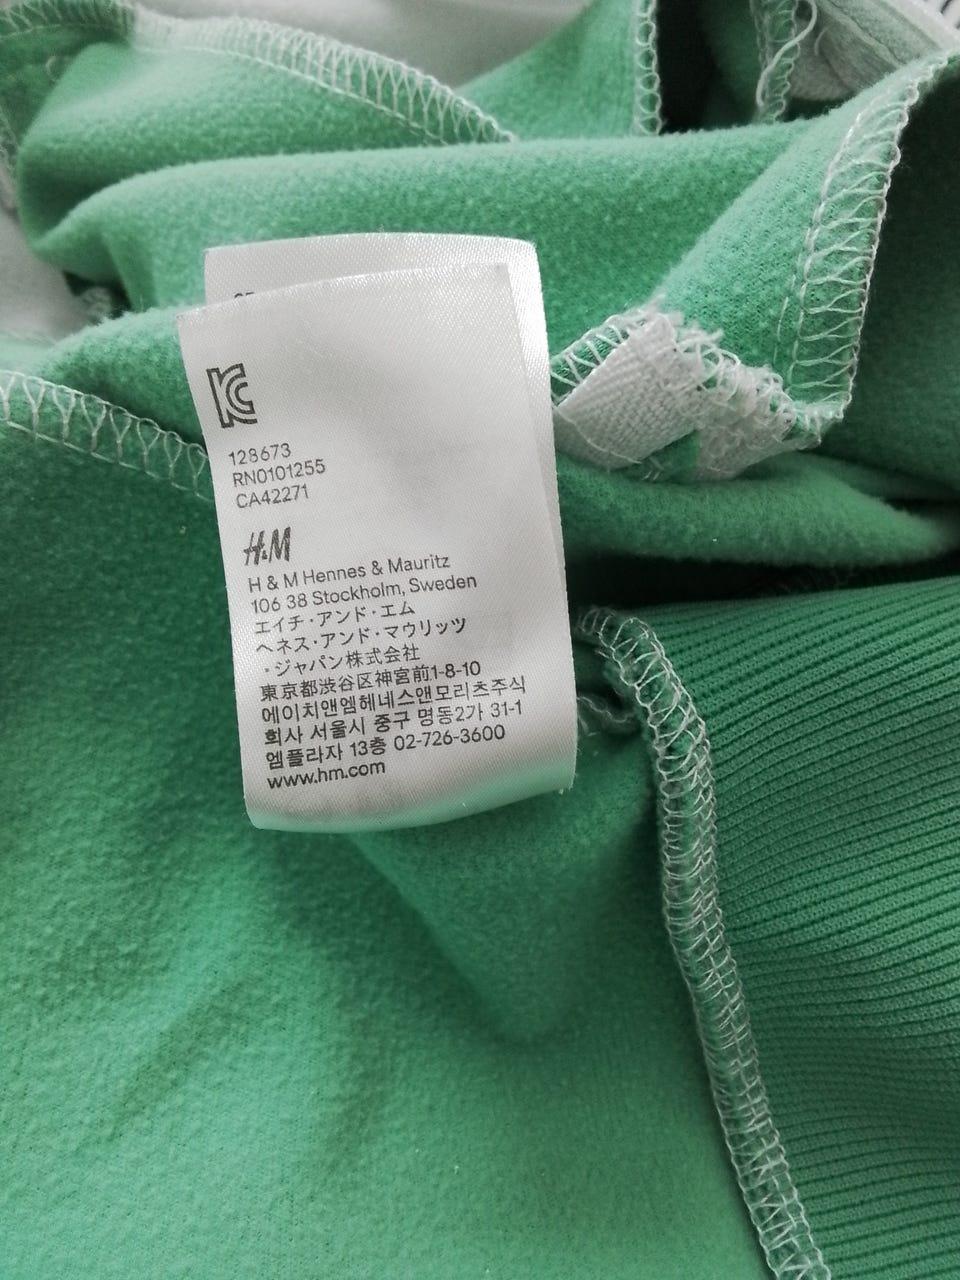 128673
RN0101255
CA42271
H&M
H & M Hennes & Mauritz
106 38 Stockholm, Sweden
エイチ・アンド・エム
ヘネス・アンド・マウリッツ
・ジャパン株式会社
東京都渋谷区神宮前1-8-10
에이치앤엠헤네스앤모리츠주식
회사 서울시 중구 명동2가 31-1
엠플라자 13층 02-726-3600
www.hm.com